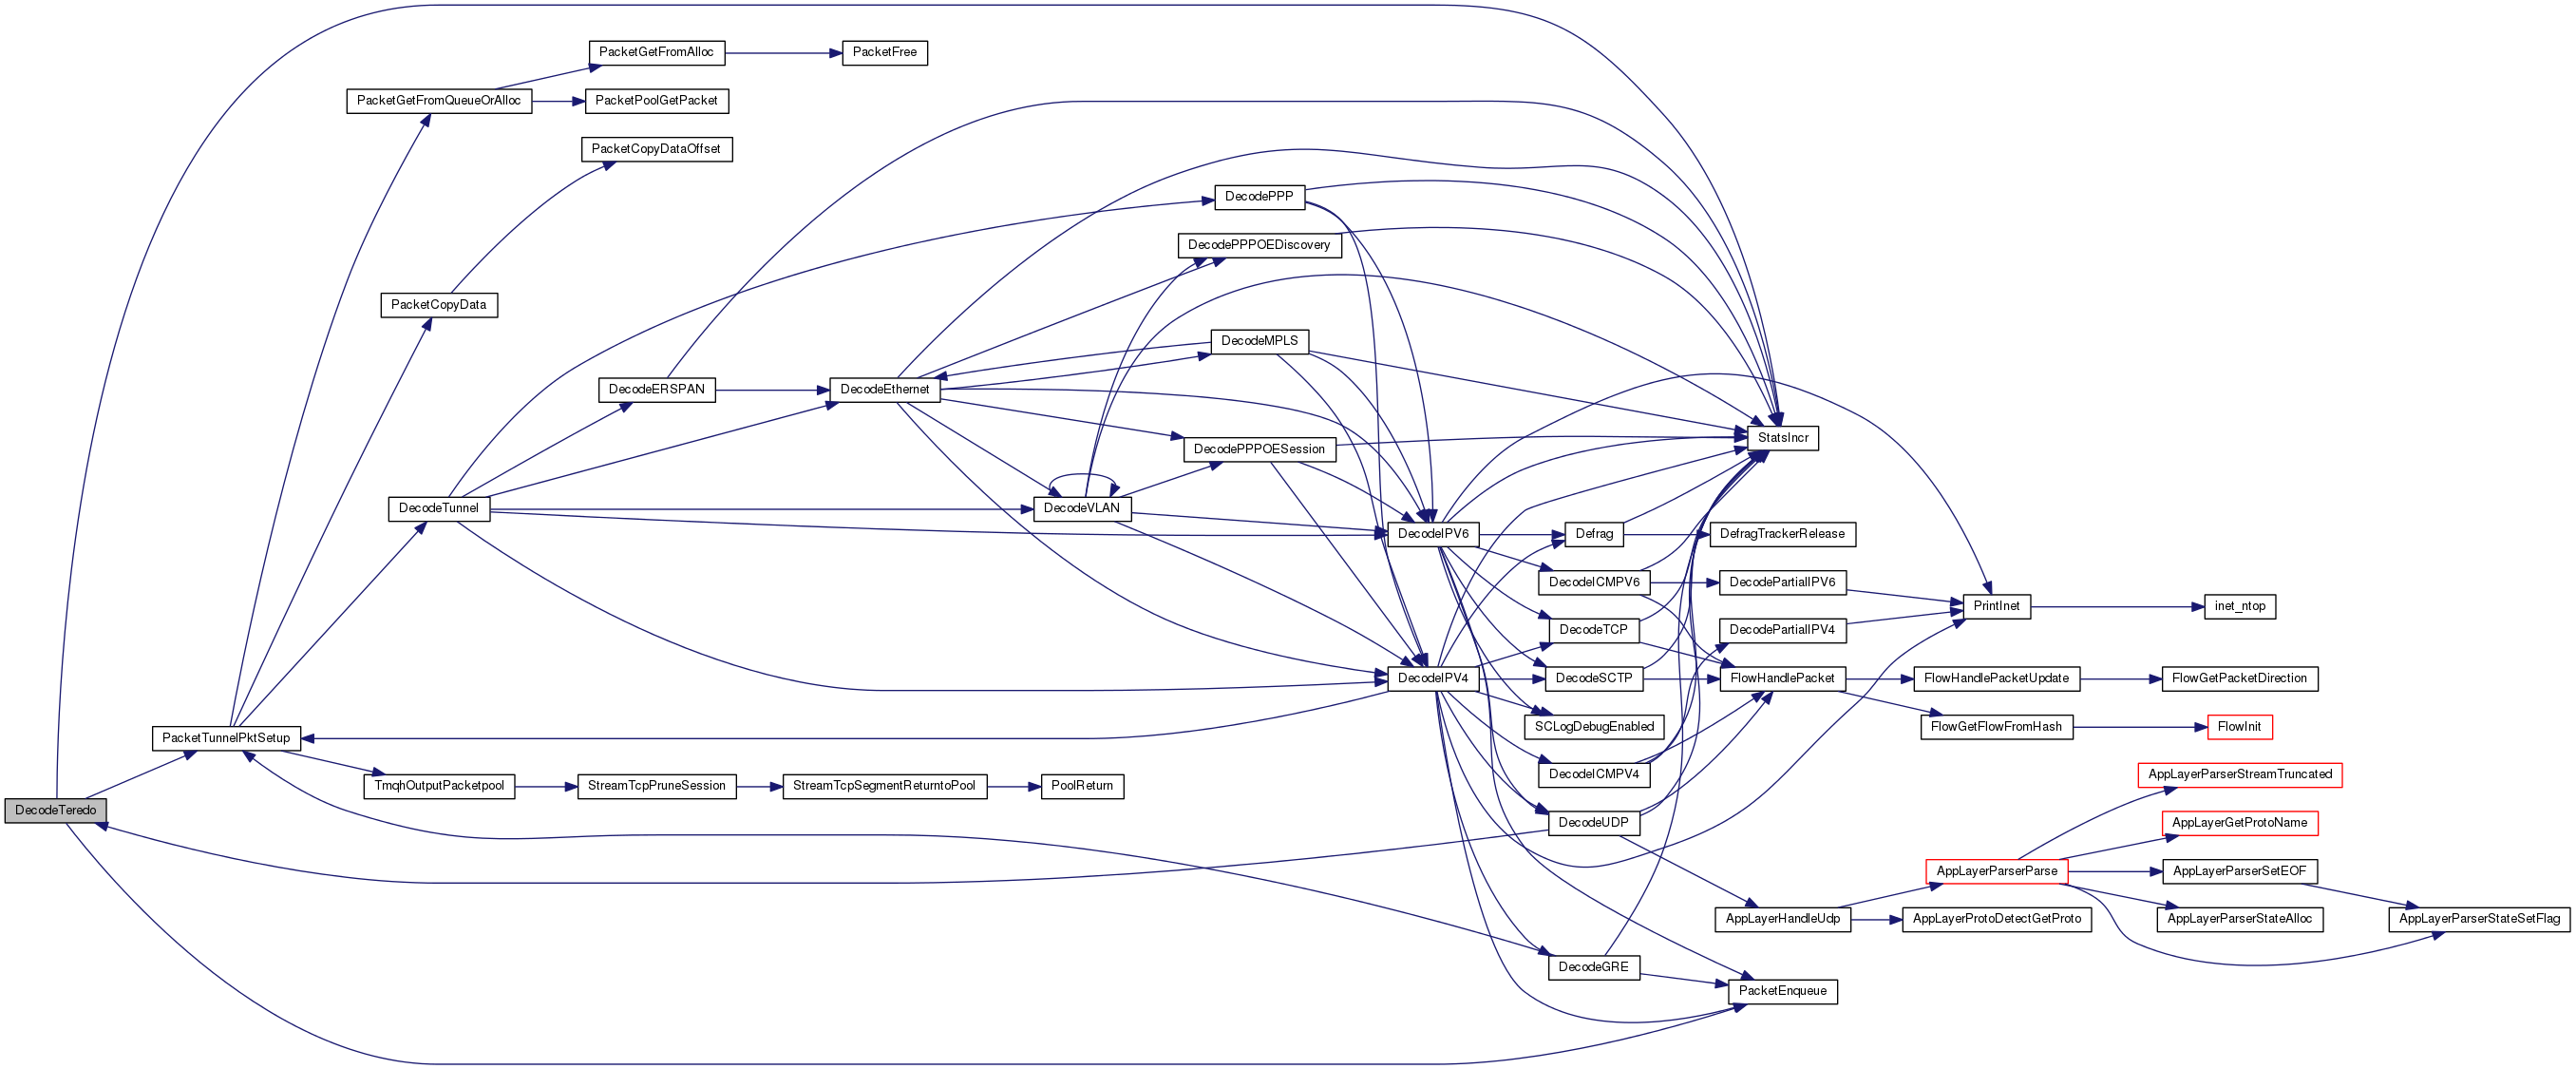 PacketGetFromAlloc
PacketFree
PacketGetFromQueueOrAlloc
PacketPoolGetPacket
PacketCopyDataOffset
DecodePPP
DecodePPPOEDiscovery
PacketCopyData
DecodeMPLS
DecodeERSPAN
DecodeEthernet
StatsIncr
DecodePPPOESession
DecodeTunnel
DecodeVLAN
DecodeIPV6
Defrag
DefragTrackerRelease
DecodeICMPV6
DecodePartialIPV6
PrintInet
inet_ntop
DecodeTCP
DecodePartialIPV4
DecodeIPV4
DecodeSCTP
FlowHandlePacket
FlowHandlePacketUpdate
FlowGetPacketDirection
PacketTunnelPktSetup
SCLogDebugEnabled
FlowGetFlowFromHash
FlowInit
DecodeICMPV4
AppLayerParserStreamTruncated
TmqhOutputPacketpool
StreamTcpPruneSession
StreamTcpSegmentReturntoPool
PoolReturn
DecodeTeredo
DecodeUDP
AppLayerGetProtoName
AppLayerParserParse
AppLayerParserSetEOF
AppLayerHandleUdp
AppLayerProtoDetectGetProto
AppLayerParserStateAlloc
AppLayerParserStateSetFlag
DecodeGRE
PacketEnqueue